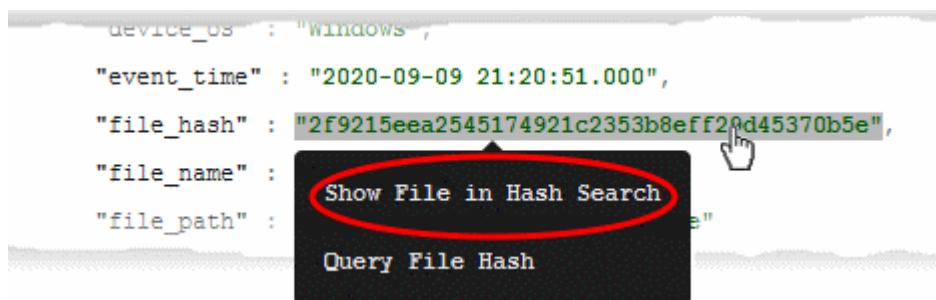 "device_os" : "Windows",
"event_time" : "2020-09-09 21:20:51.000",
"file_hash" : "2f9215eea2545174921c2353b8eff29d45370b5e",
"file_name" :
Show File in Hash Search
"file_path" : e"
Query File Hash